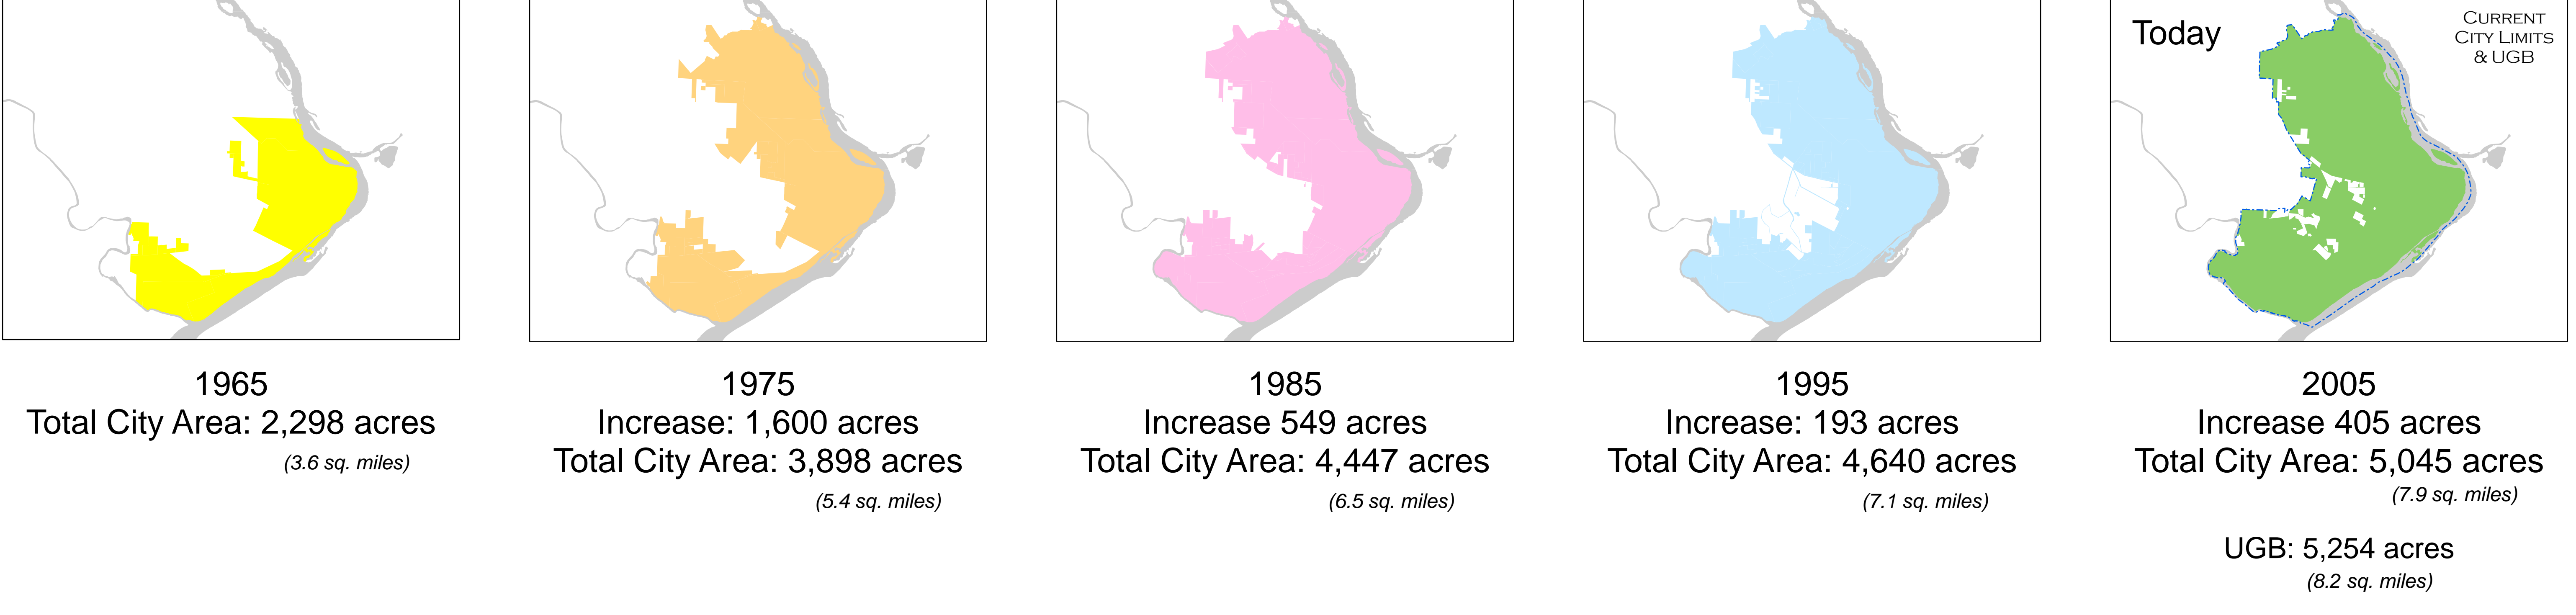 Today
CURRENT
CITY LIMITS
& UGB
1965
Total City Area: 2,298 acres
(3.6 sq. miles)
1975
Increase: 1,600 acres
Total City Area: 3,898 acres
(5.4 sq. miles)
1985
Increase 549 acres
Total City Area: 4,447 acres
(6.5 sq. miles)
1995
Increase: 193 acres
Total City Area: 4,640 acres
(7.1 sq. miles)
2005
Increase 405 acres
Total City Area: 5,045 acres
(7.9 sq. miles)
UGB: 5,254 acres
(8.2 sq. miles)